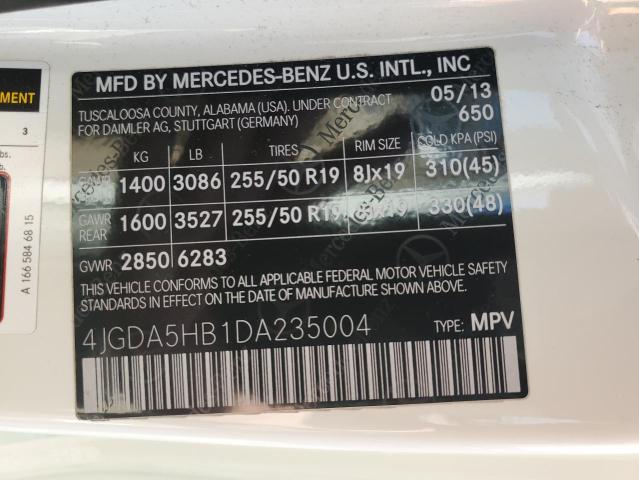 MFD BY MERCEDES-BENZ U.S. INTL., INC
TUSCALOOSA COUNTY, ALABAMA (USA). UNDER CONTRACT 05/13
FOR DAIMLER AG, STUTTGART (GERMANY) 650
KG LB TIRES RIM SIZE COLD KPA (PSI)
1400 3086 255/50 R19 8Jx19 310(45)
GAWR
REAR 1600 3527 255/50 R19 330(48)
GVWR 2850 6283
THIS VEHICLE CONFORMS TO ALL APPLICABLE FEDERAL MOTOR VEHICLE SAFETY
STANDARDS IN EFFECT ON THE DATE OF MANUFACTURE SHOWN ABOVE.
4JGDA5HB1DA235004 TYPE: MPV
3
A 166 584 68 15